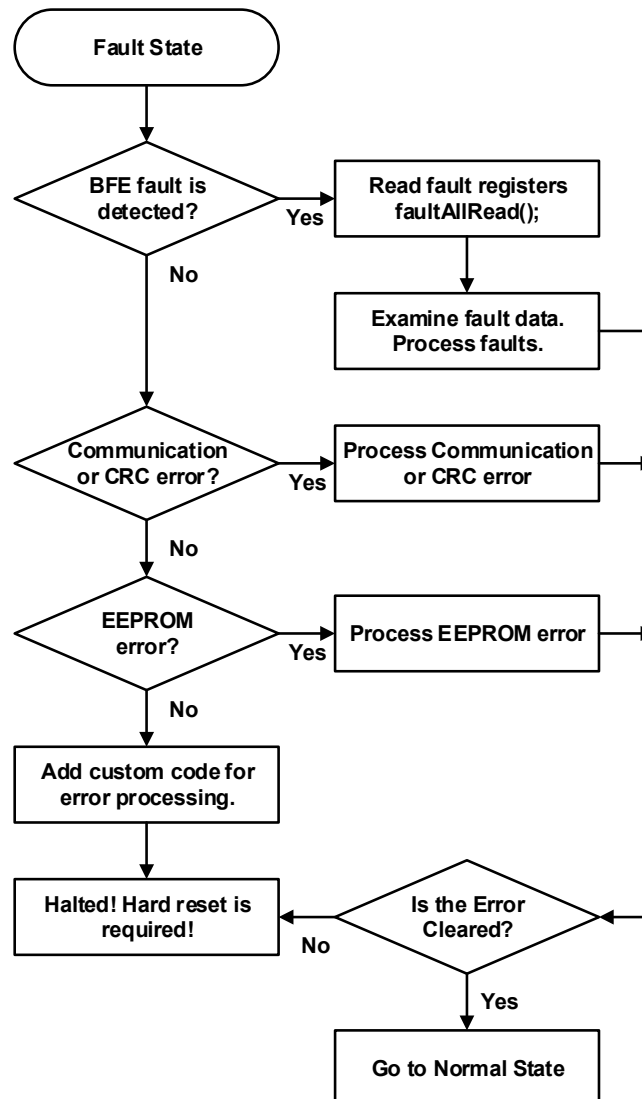 Fault State
BFE fault is
detected?
Yes
Read fault registers
faultAllRead();
No
Examine fault data.
Process faults.
Communication
or CRC error?
Yes
Process Communication
or CRC error
No
EEPROM
error?
Yes
Process EEPROM error
No
Add custom code for
error processing.
Halted! Hard reset is
required!
No
Is the Error
Cleared?
Yes
Go to Normal State